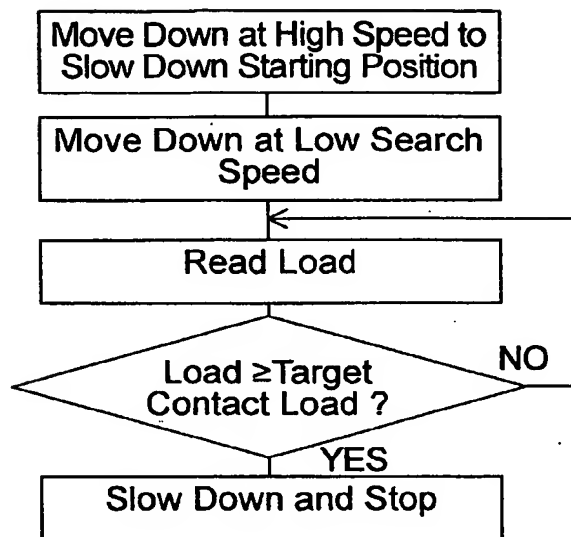 Move Down at High Speed to
Slow Down Starting Position
Move Down at Low Search
Speed
Read Load
Load ≥Target
Contact Load ?
NO
YES
Slow Down and Stop